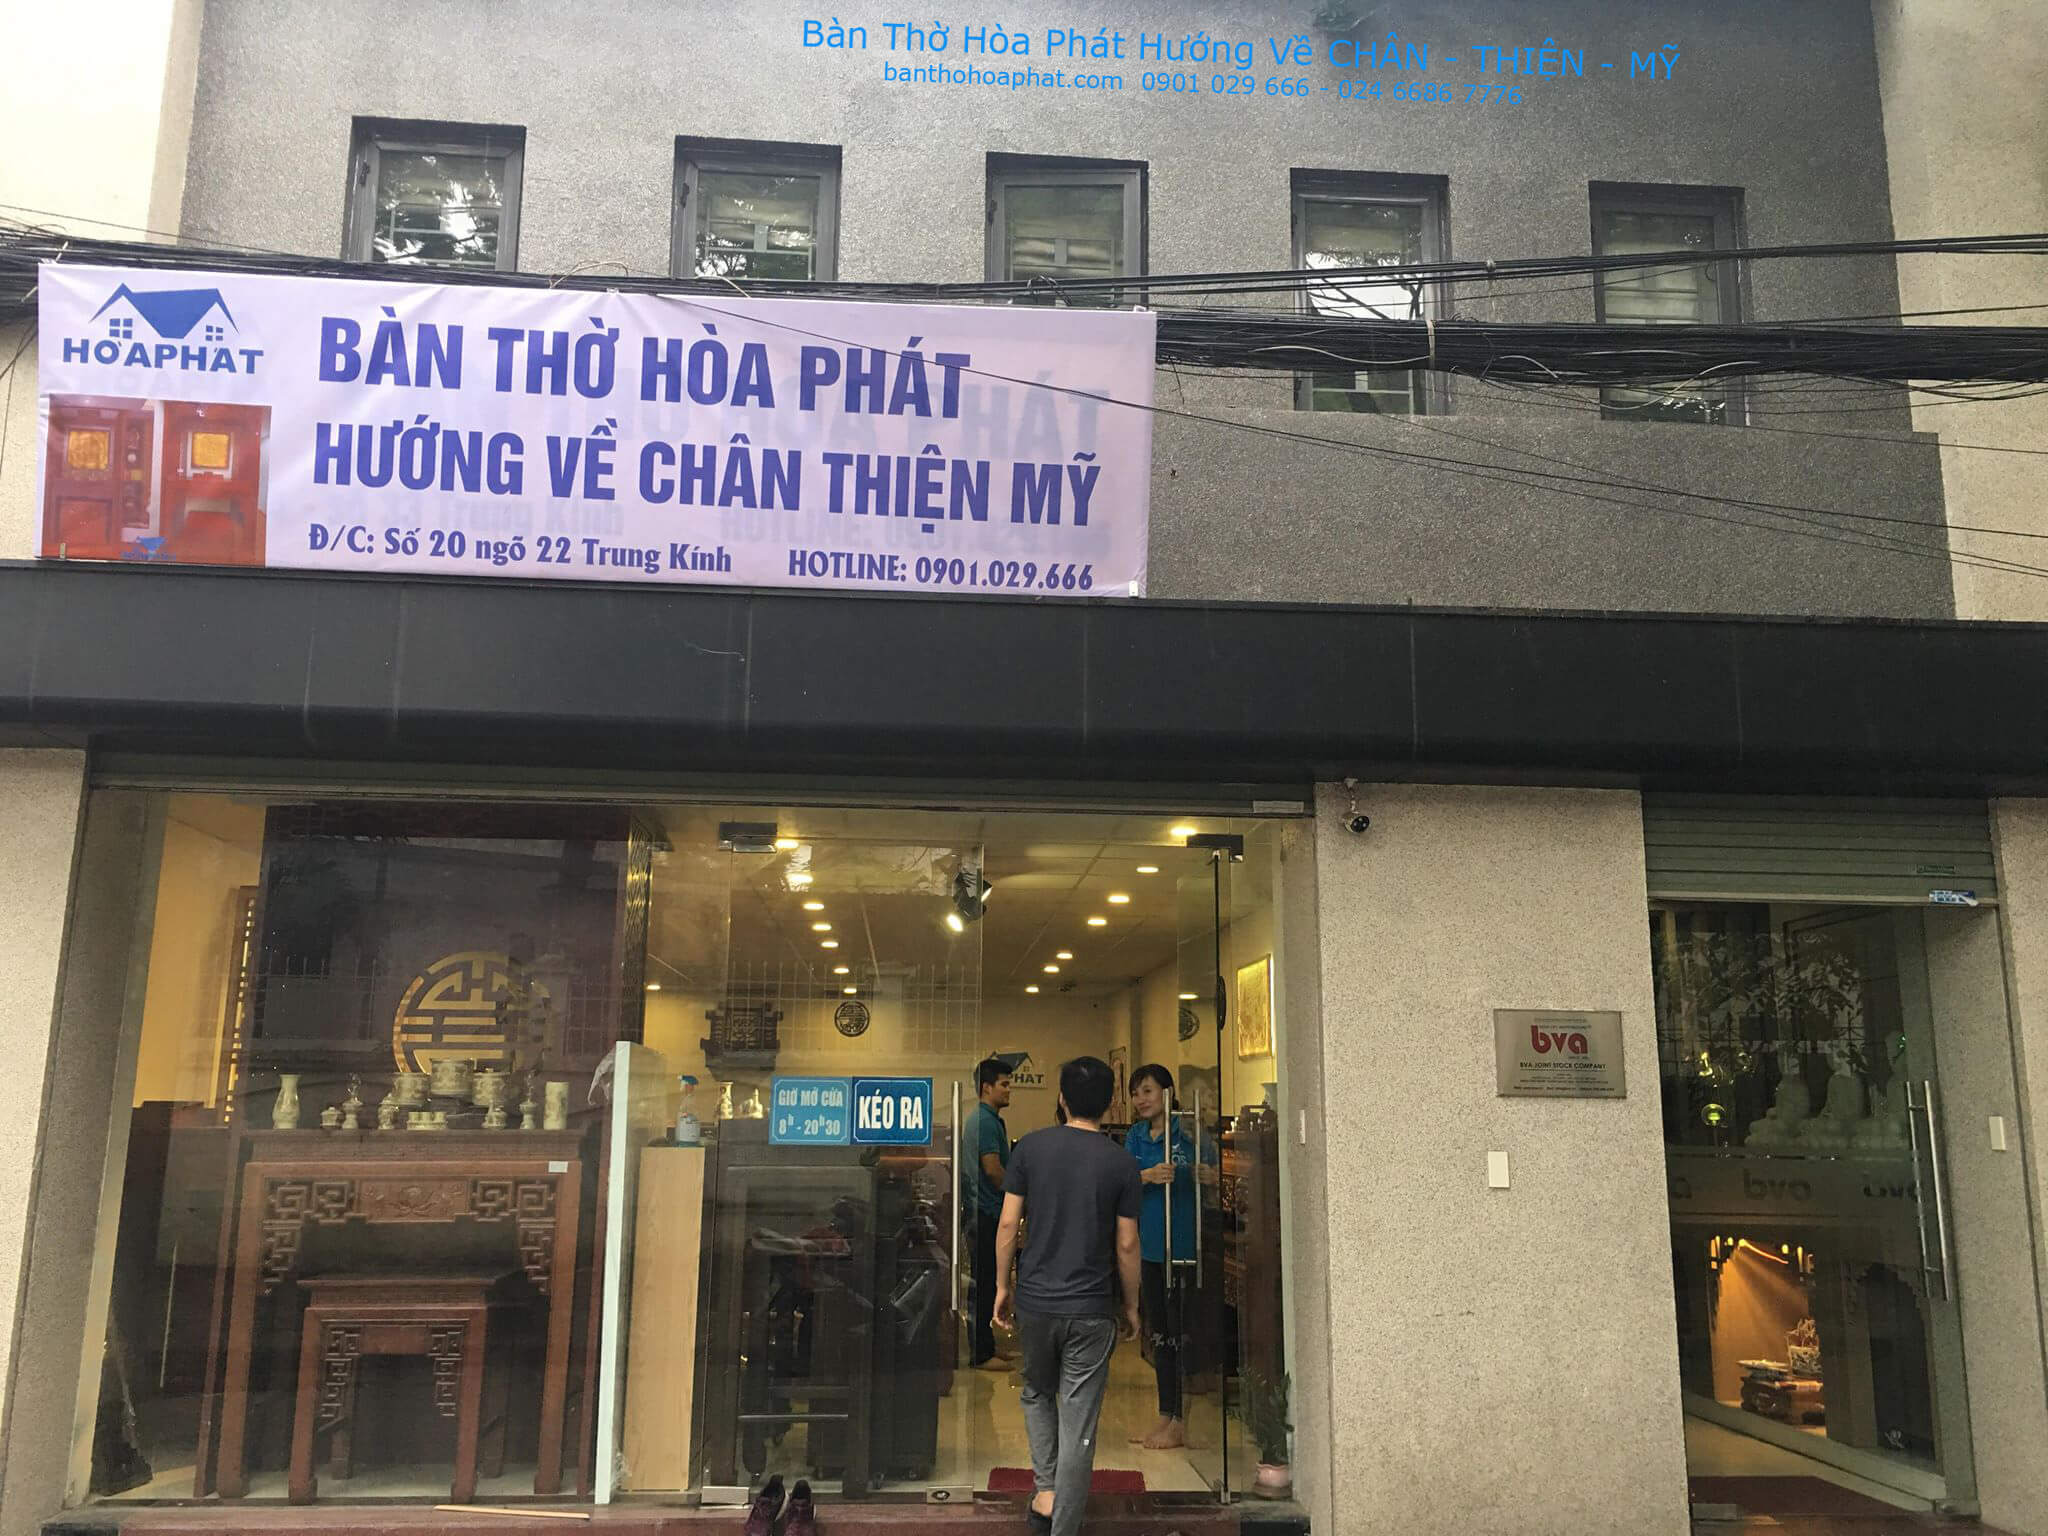 Bàn Thờ Hòa Phát Hướng Về CHÂN - THIỆN - MỸ
banthohoaphat.com 0901 029 666 - 024 6686 7776
HÒAPHÁT
BÀN THỜ HÒA PHÁT
HƯỚNG VỀ CHÂN THIỆN MỸ
Đ/C: Số 20 ngõ 22 Trung Kính HOTLINE: 0901.029.666
GIỜ MỞ CỬA
8h - 20h30
KÉO RA
PHÁT
bva
BVA JOINT STOCK COMPANY
bva